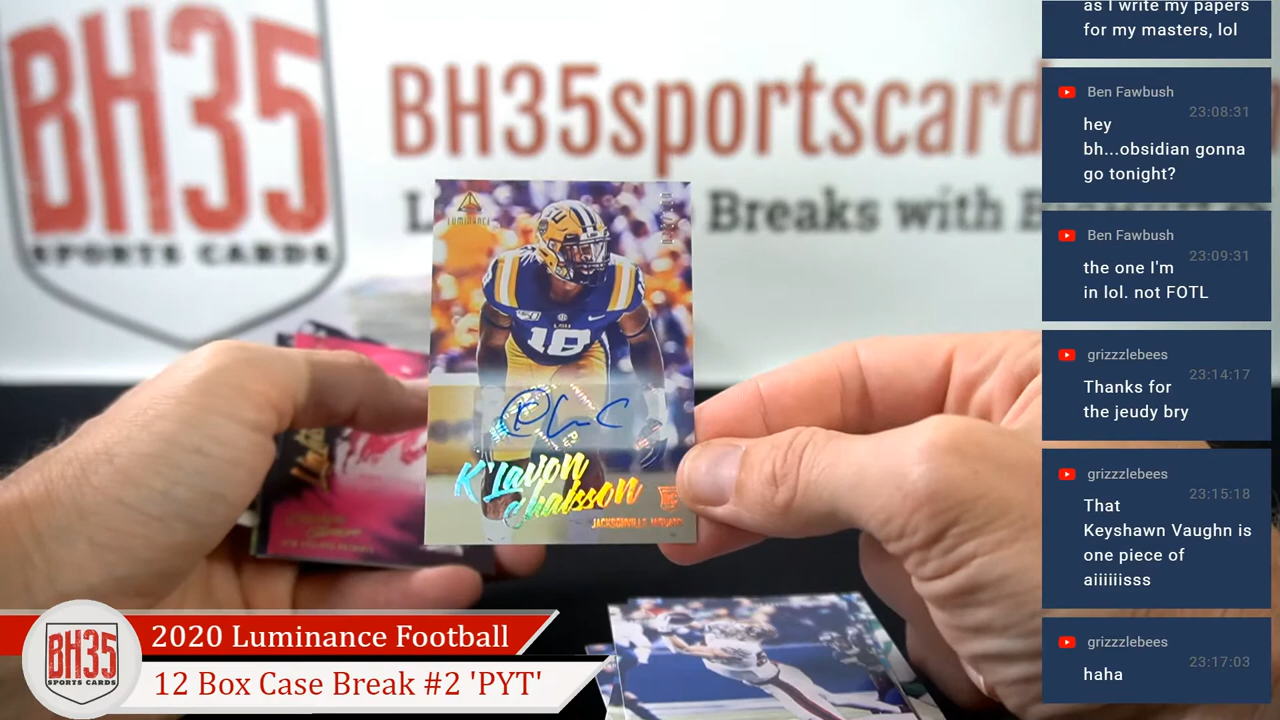 BH35
SPORTS CARDS
BH35sportscard
Breaks with
LUMINANCE
LSU
18
K'Lavon
Chaisson
JACKSONVILLE
2020 Luminance Football
12 Box Case Break #2 'PYT'
BH35
SPORTS CARDS
as I write my papers
for my masters, lol
Ben Fawbush
23:08:31
hey
bh...obsidian gonna
go tonight?
Ben Fawbush
23:09:31
the one I'm
in lol. not FOTL
grizzzlebees
23:14:17
Thanks for
the jeudy bry
grizzzlebees
23:15:18
That
Keyshawn Vaughn is
one piece of
aiiiiiisss
grizzzlebees
23:17:03
haha